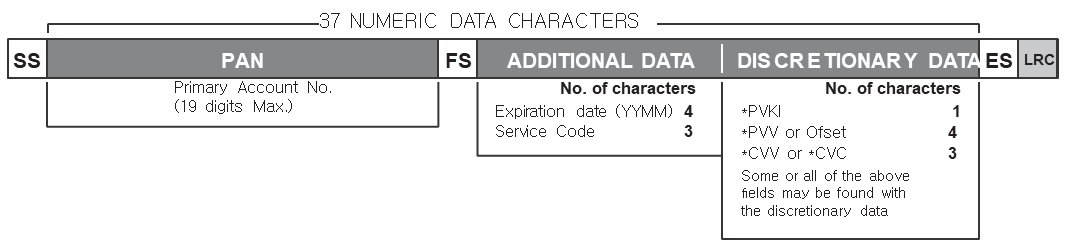 37 NUMERIC DATA CHARACTERS
SS PAN FS ADDITIONAL DATA DISCRETIONARY DATA ES LRC
Primary Account No.
(19 digits Max.)
No. of characters
Expiration date (YYMM) 4
Service Code 3
No. of characters
*PVKI 1
*PVV or Ofset 4
*CVV or *CVC 3
Some or all of the above
fields may be found with
the discretionary data